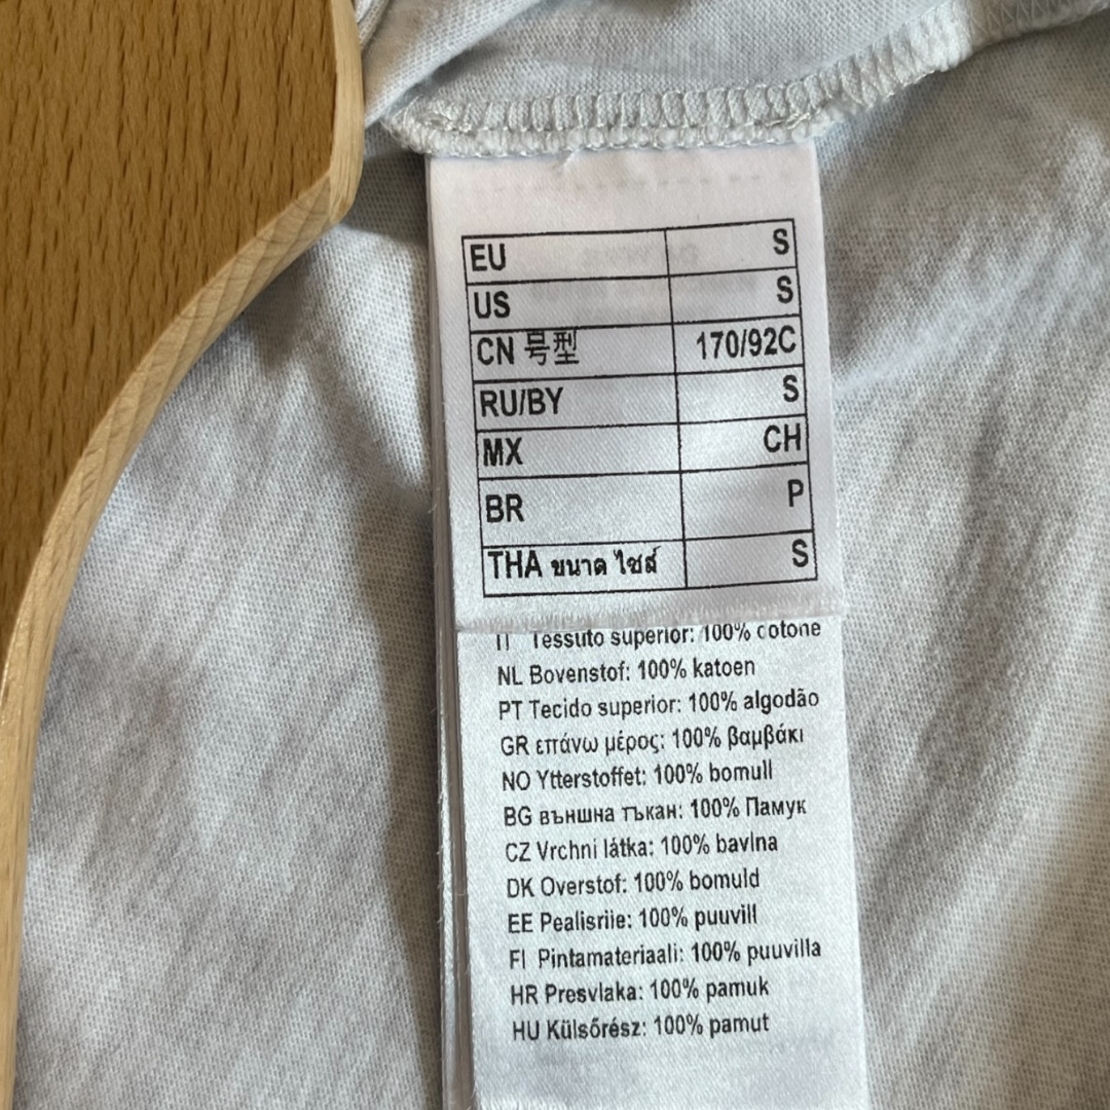 EU S
US S
CN 号型 170/92C
RU/BY S
MX CH
BR P
THA ขนาด ไซส์ S
IT Tessuto superior: 100% cotone
NL Bovenstof: 100% katoen
PT Tecido superior: 100% algodão
GR επάνω μέρος: 100% βαμβάκι
NO Ytterstoffet: 100% bomull
BG външна тъкан: 100% Памук
CZ Vrchni látka: 100% bavlna
DK Overstof: 100% bomuld
EE Pealisriie: 100% puuvill
FI Pintamateriaali: 100% puuvilla
HR Presvlaka: 100% pamuk
HU Külsőrész: 100% pamut